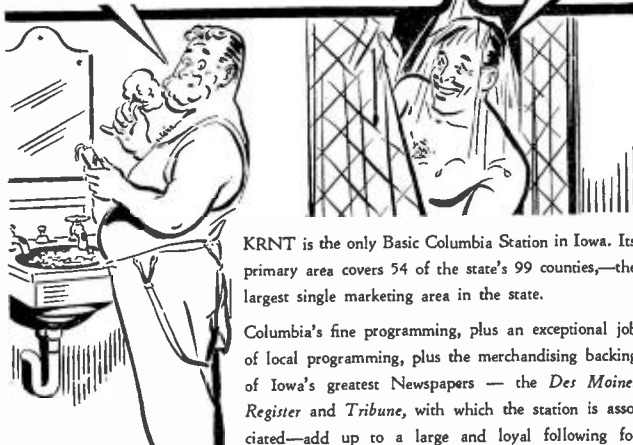 KRNT is the only Basic Columbia Station in Iowa. Its
primary area covers 54 of the state's 99 counties,—the
largest single marketing area in the state.
Columbia's fine programming, plus an exceptional job
of local programming, plus the merchandising backing
of Iowa's greatest Newspapers — the Des Moine
Register and Tribune, with which the station is asso
ciated—add up to a large and loyal following fo